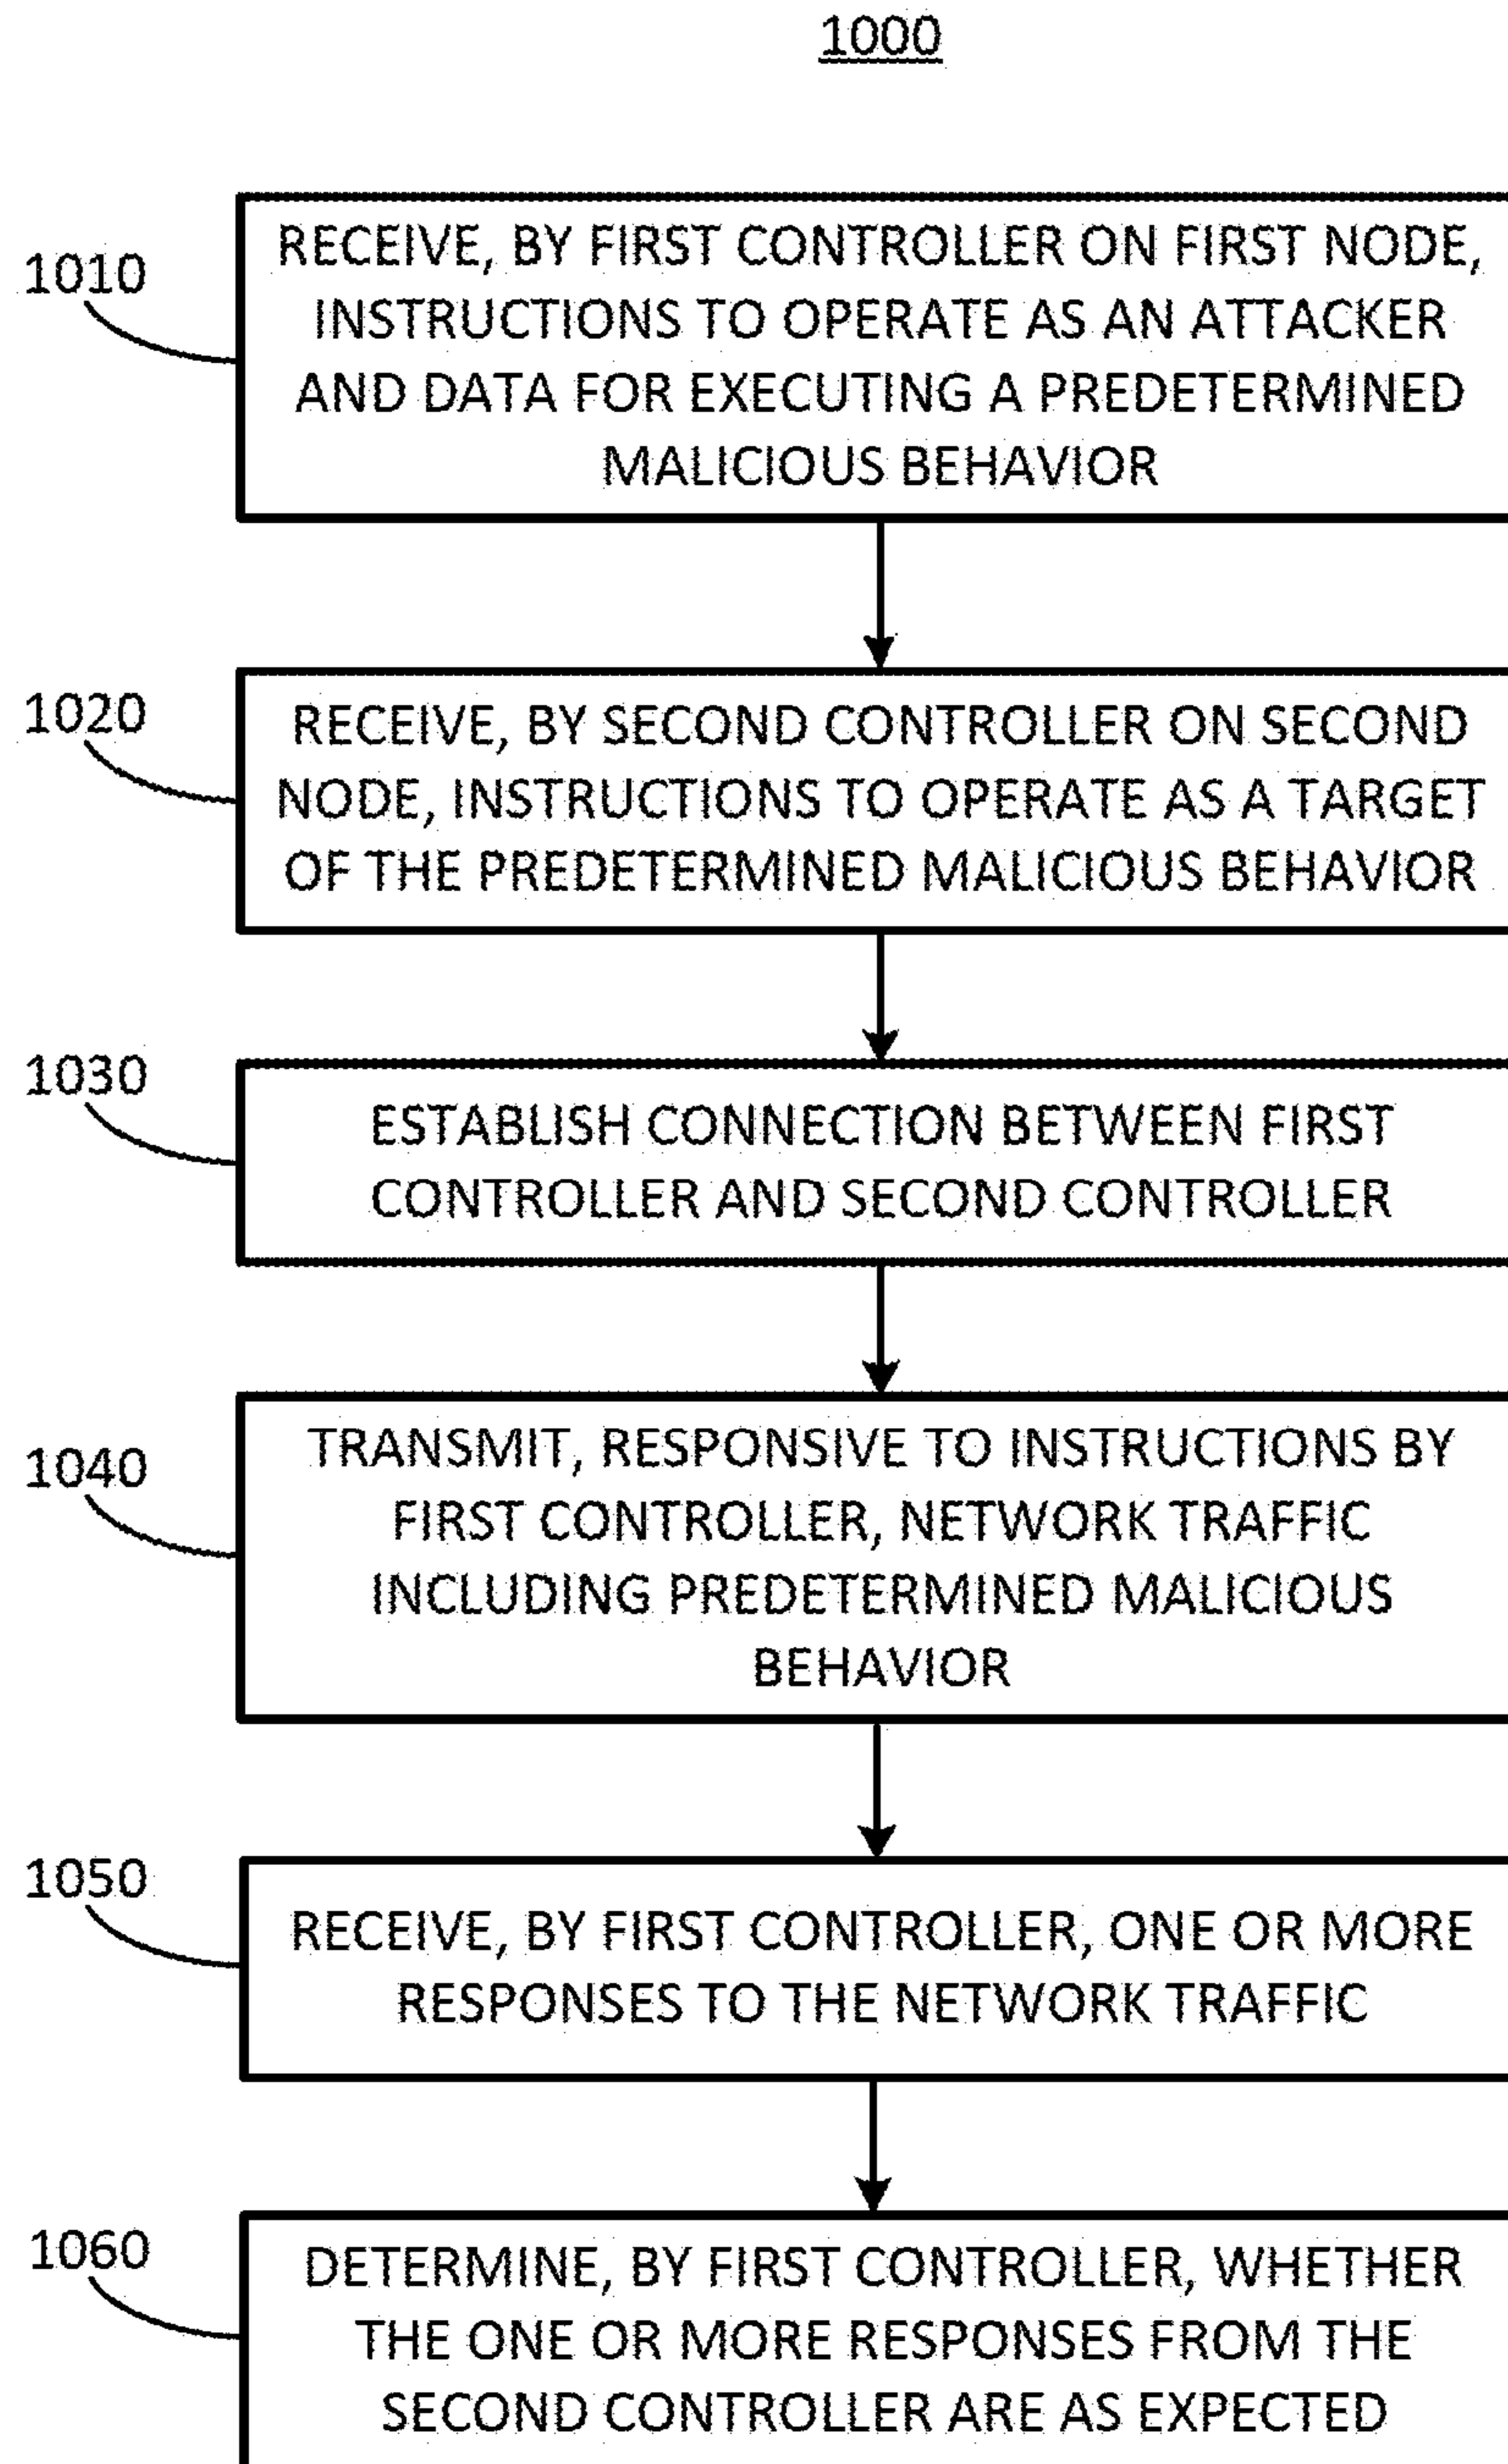 1000
1010
RECEIVE, BY FIRST CONTROLLER ON FIRST NODE,
INSTRUCTIONS TO OPERATE AS AN ATTACKER
AND DATA FOR EXECUTING A PREDETERMINED
MALICIOUS BEHAVIOR
1020
RECEIVE, BY SECOND CONTROLLER ON SECOND
NODE, INSTRUCTIONS TO OPERATE AS A TARGET
OF THE PREDETERMINED MALICIOUS BEHAVIOR
1030
ESTABLISH CONNECTION BETWEEN FIRST
CONTROLLER AND SECOND CONTROLLER
1040
TRANSMIT, RESPONSIVE TO INSTRUCTIONS BY
FIRST CONTROLLER, NETWORK TRAFFIC
INCLUDING PREDETERMINED MALICIOUS
BEHAVIOR
1050
RECEIVE, BY FIRST CONTROLLER, ONE OR MORE
RESPONSES TO THE NETWORK TRAFFIC
1060
DETERMINE, BY FIRST CONTROLLER, WHETHER
THE ONE OR MORE RESPONSES FROM THE
SECOND CONTROLLER ARE AS EXPECTED